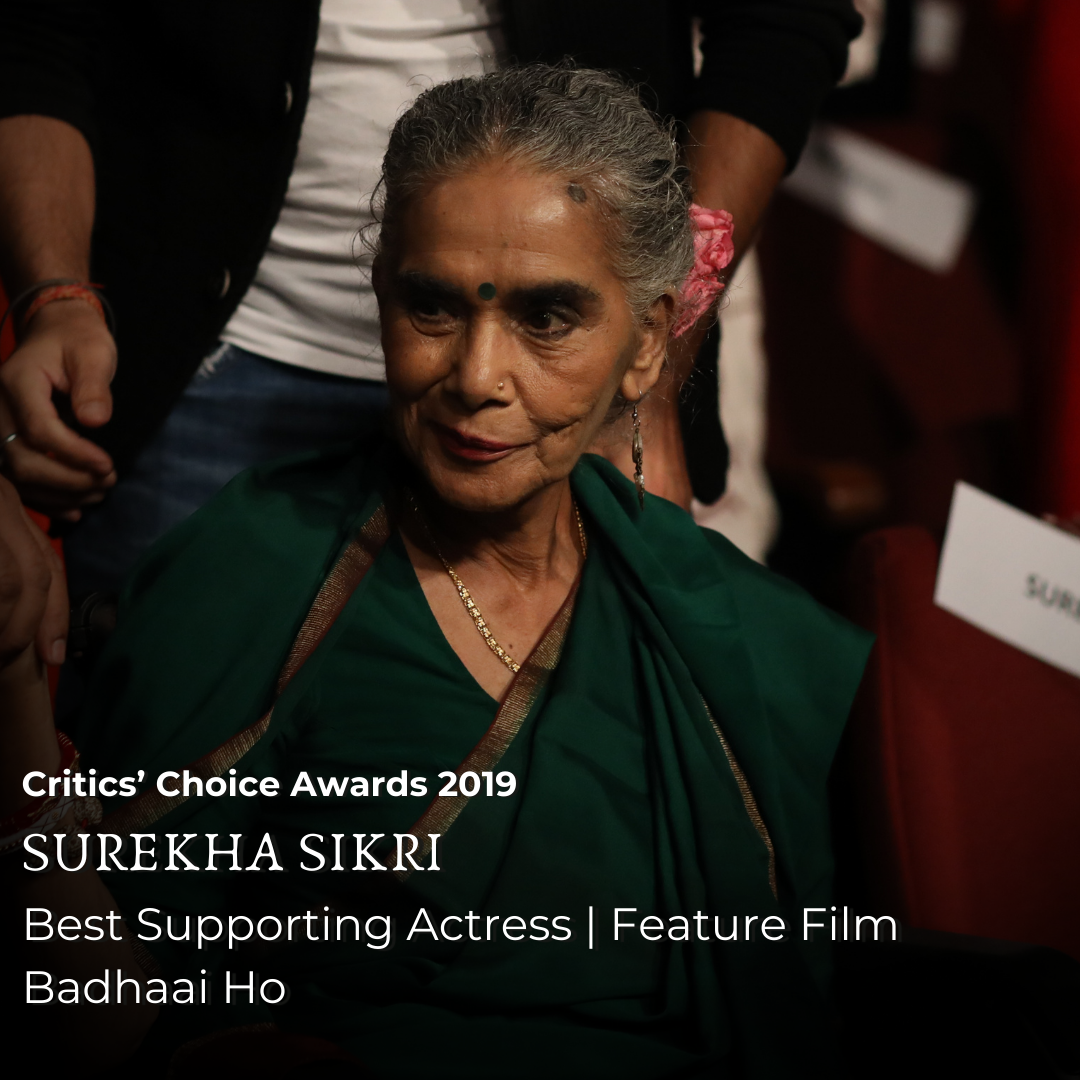 Critics’ Choice Awards 2019
SUREKHA SIKRI
Best Supporting Actress | Feature Film
Badhaai Ho